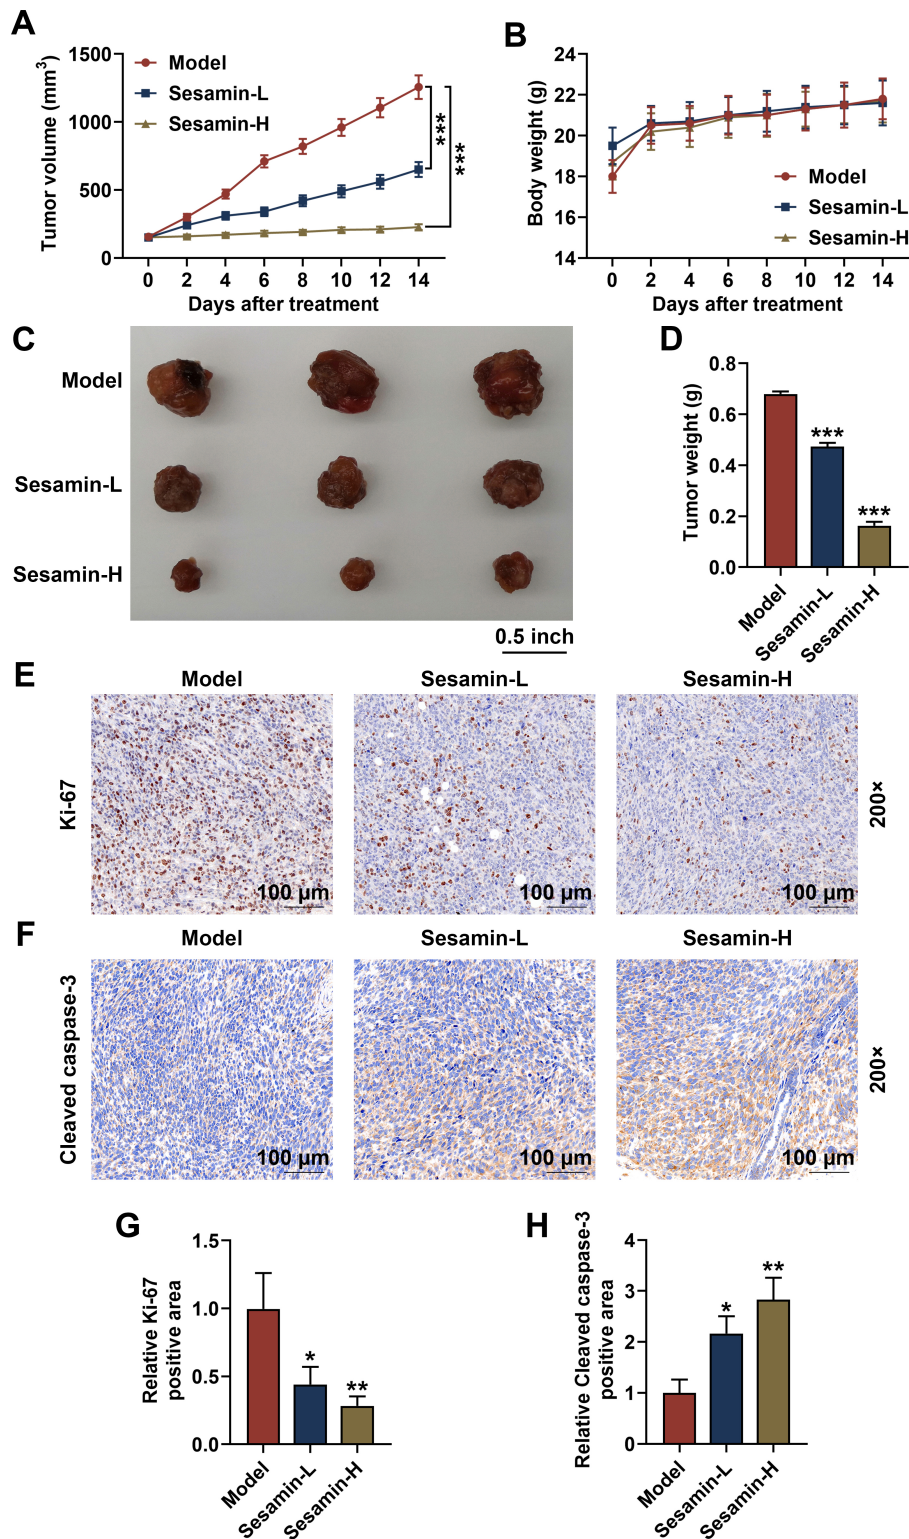 A
Tumor volume (mm³)
1500
1000
500
0
Model
Sesamin-L
Sesamin-H
***
***
0 2 4 6 8 10 12 14
Days after treatment
B
Body weight (g)
24
22
20
18
16
14
Model
Sesamin-L
Sesamin-H
0 2 4 6 8 10 12 14
Days after treatment
C
Model
Sesamin-L
Sesamin-H
0.5 inch
D
Tumor weight (g)
0.8
0.6
0.4
0.2
0.0
***
***
Model
Sesamin-L
Sesamin-H
E
Model Sesamin-L Sesamin-H
Ki-67
100 μm 100 μm 100 μm
200×
F
Model Sesamin-L Sesamin-H
Cleaved caspase-3
100 μm 100 μm 100 μm
200×
G
Relative Ki-67
positive area
1.5
1.0
0.5
0.0
*
**
Model
Sesamin-L
Sesamin-H
H
Relative Cleaved caspase-3
positive area
4
3
2
1
0
*
**
Model
Sesamin-L
Sesamin-H